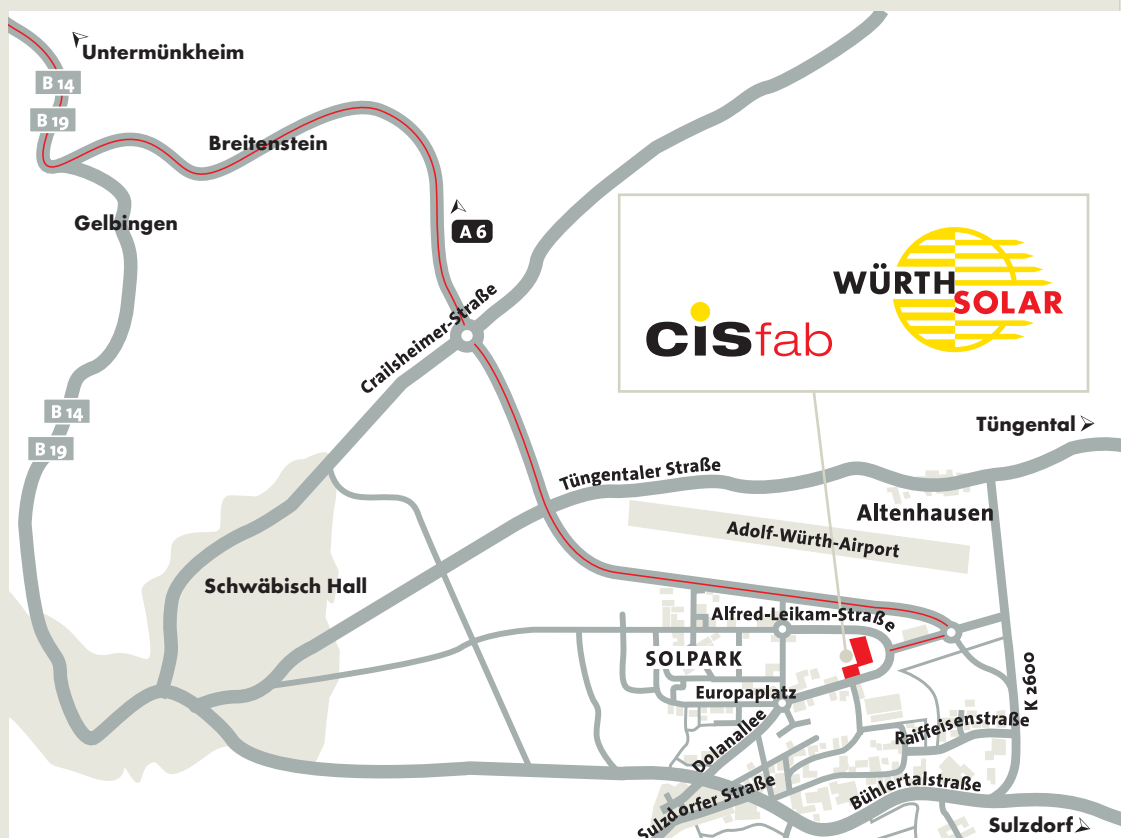 Untermünkheim
B 14
B 19
Breitenstein
Gelbingen
A 6
WÜRTH
SOLAR
cisfab
Crailsheimer-Straße
B 14
B 19
Tüngental
Tüngentaler Straße
Altenhausen
Adolf-Würth-Airport
Schwäbisch Hall
Alfred-Leikam-Straße
SOLPARK
Europaplatz
K 2600
Dolanallee
Raiffeisenstraße
Sulzdorfer Straße
Bühlertalstraße
Sulzdorf